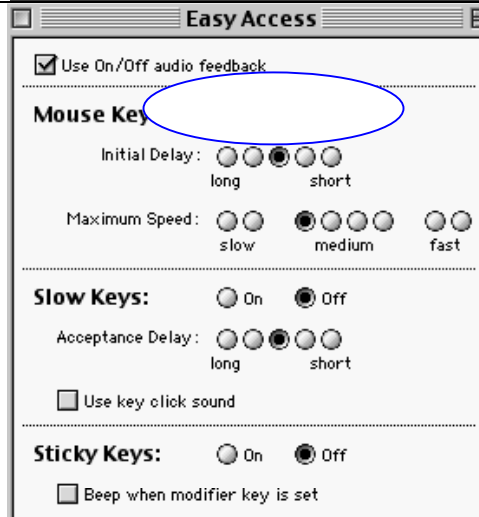 Easy Access
Use On/Off audio feedback
Mouse Key
Initial Delay:
long short
Maximum Speed:
slow medium fast
Slow Keys: On Off
Acceptance Delay:
long short
Use key click sound
Sticky Keys: On Off
Beep when modifier key is set